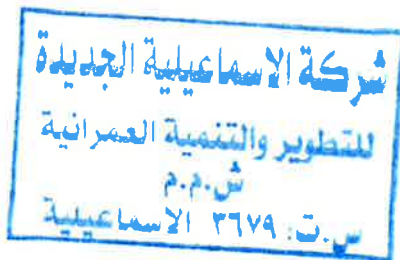 شركة الاسماعيلية الجديدة
للتطوير والتنمية العمرانية
ش.م.م
س.ت: ٣٦٧٩ الاسماعيلية